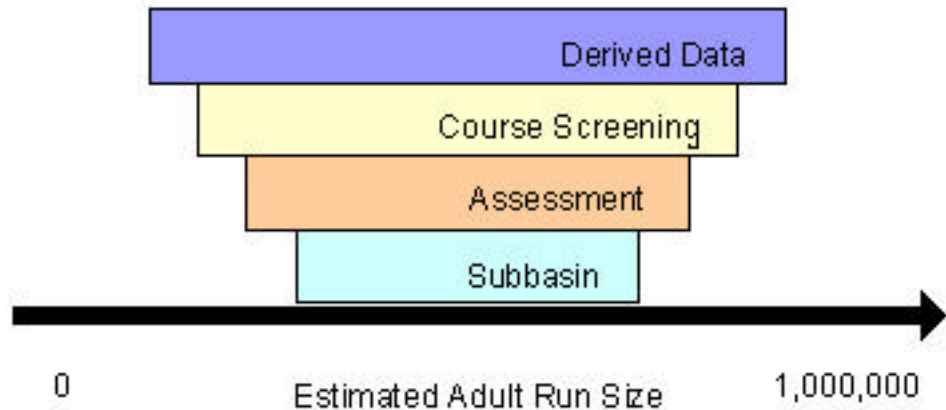 Derived Data
Course Screening
Assessment
Subbasin
0 Estimated Adult Run Size 1,000,000